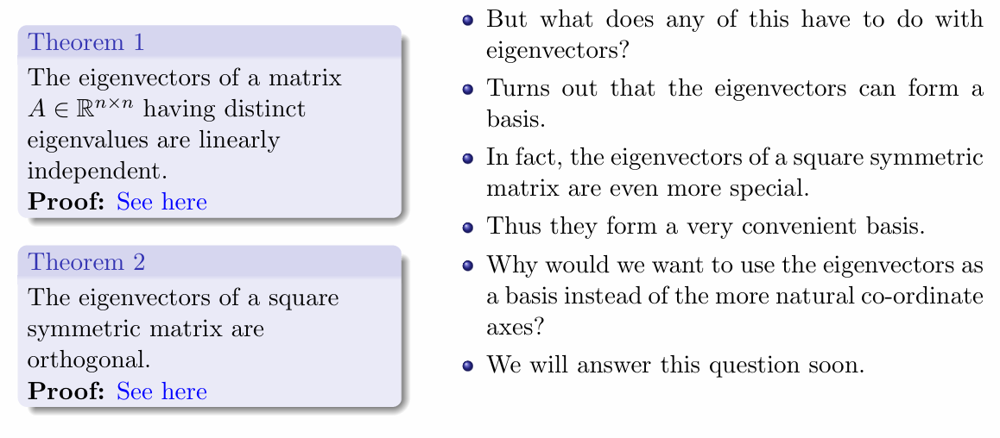 Theorem 1
The eigenvectors of a matrix
A ∈ ℝⁿˣⁿ having distinct
eigenvalues are linearly
independent.
Proof: See here
Theorem 2
The eigenvectors of a square
symmetric matrix are
orthogonal.
Proof: See here
But what does any of this have to do with
eigenvectors?
Turns out that the eigenvectors can form a
basis.
In fact, the eigenvectors of a square symmetric
matrix are even more special.
Thus they form a very convenient basis.
Why would we want to use the eigenvectors as
a basis instead of the more natural co-ordinate
axes?
We will answer this question soon.